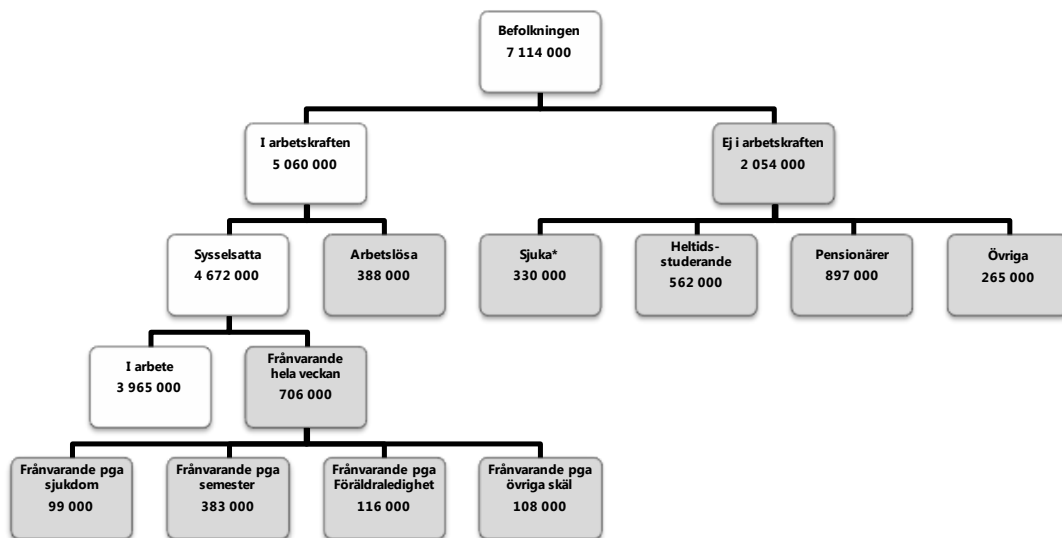 Befolkningen
7 114 000
I arbetskraften
5 060 000
Ej i arbetskraften
2 054 000
Sysselsatta
4 672 000
Arbetslösa
388 000
Sjuka*
330 000
Heltids-
studerande
562 000
Pensionärer
897 000
Övriga
265 000
I arbete
3 965 000
Frånvarande
hela veckan
706 000
Frånvarande pga
sjukdom
99 000
Frånvarande pga
semester
383 000
Frånvarande pga
Föräldraledighet
116 000
Frånvarande pga
övriga skäl
108 000